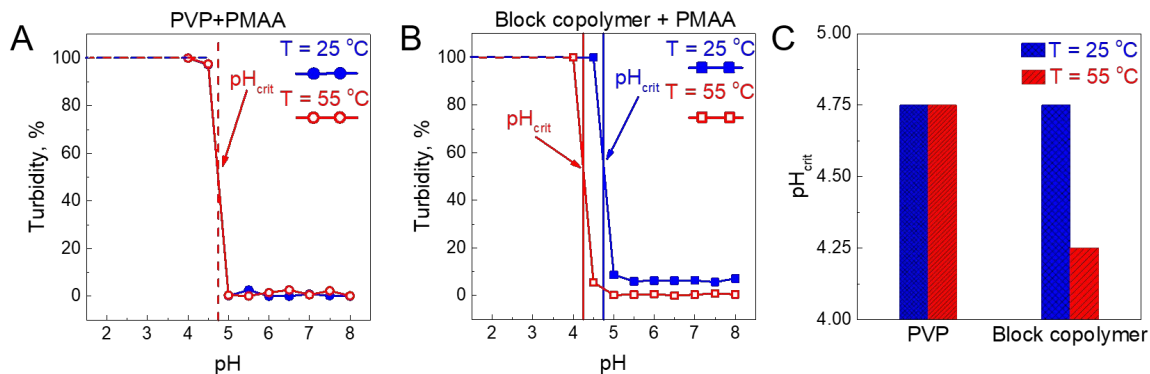 A
PVP+PMAA
T = 25 °C
T = 55 °C
pHcrit
Turbidity, %
100
80
60
40
20
0
2 3 4 5 6 7 8
pH
B
Block copolymer + PMAA
T = 25 °C
T = 55 °C
pHcrit
pHcrit
Turbidity, %
100
80
60
40
20
0
2 3 4 5 6 7 8
pH
C
T = 25 °C
T = 55 °C
pHcrit
5.00
4.75
4.50
4.25
4.00
PVP Block copolymer